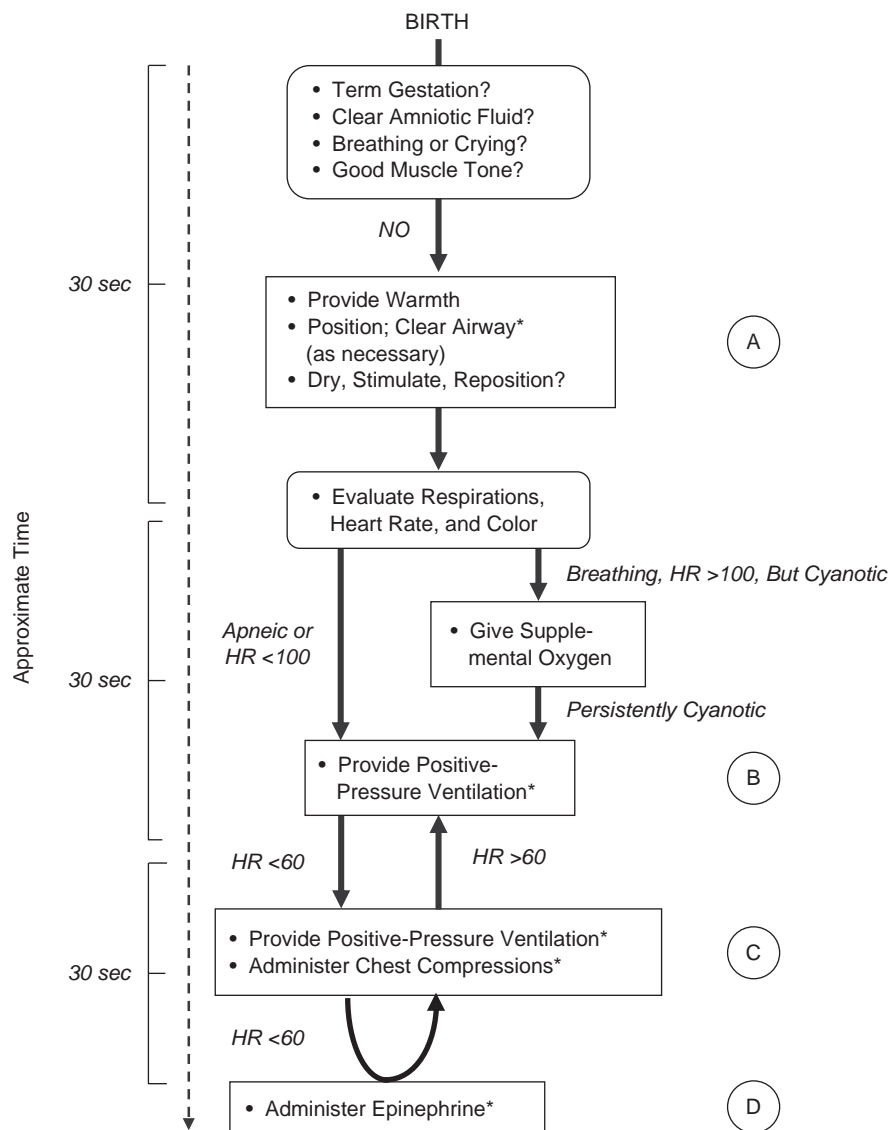 BIRTH
• Term Gestation?
• Clear Amniotic Fluid?
• Breathing or Crying?
• Good Muscle Tone?
NO
30 sec
• Provide Warmth
• Position; Clear Airway*
(as necessary)
• Dry, Stimulate, Reposition?
A
• Evaluate Respirations,
Heart Rate, and Color
Approximate Time
Breathing, HR >100, But Cyanotic
Apneic or
HR <100
• Give Supple-
mental Oxygen
30 sec
Persistently Cyanotic
• Provide Positive-
Pressure Ventilation*
B
HR <60
HR >60
• Provide Positive-Pressure Ventilation*
• Administer Chest Compressions*
C
30 sec
HR <60
• Administer Epinephrine*
D